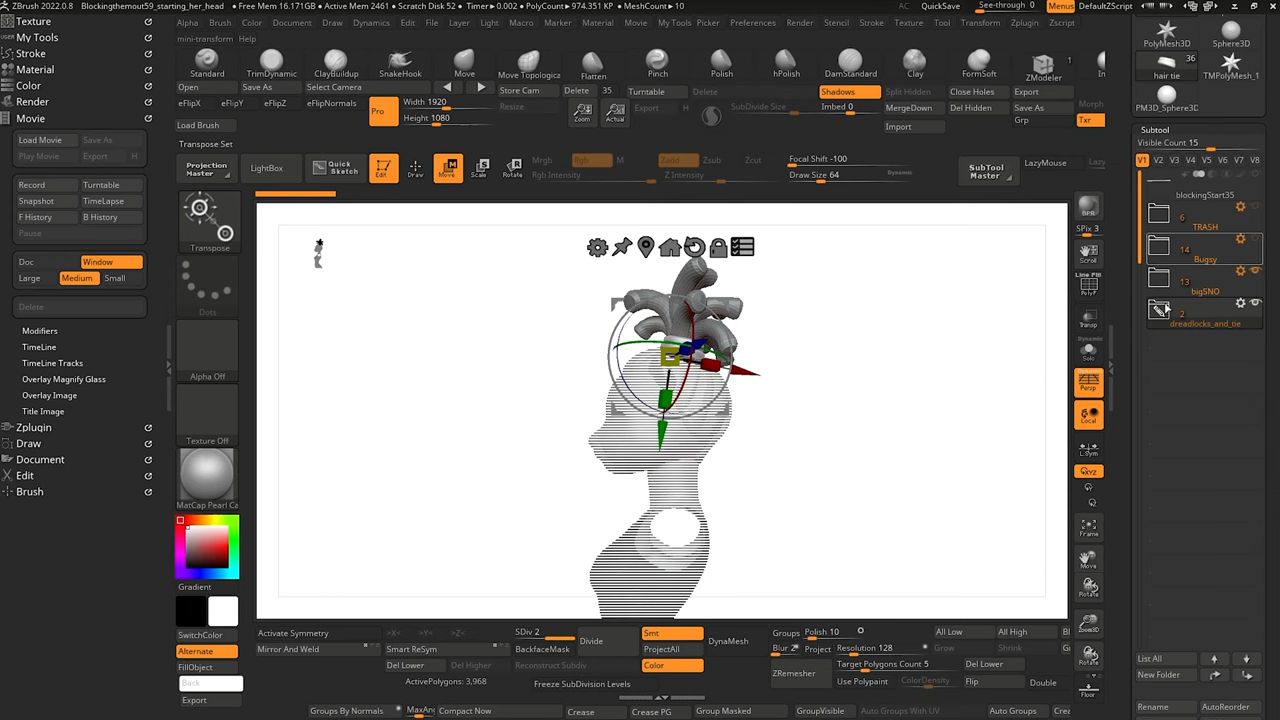 ZBrush 2022.0.8 Blockingthemout59_starting_her_head • Free Mem 16.171GB • Active Mem 2461 • Scratch Disk 52 • Timer▶0.002 • PolyCount▶974.351 KP • MeshCount▶10 AC QuickSave See-through 0 Menus DefaultZScript
Alpha Brush Color Document Draw Dynamics Edit File Layer Light Macro Marker Material Movie My Tools Picker Preferences Render Stencil Stroke Texture Tool Transform Zplugin Zscript
mini-transform Help
Texture
My Tools
Stroke
Material
Color
Render
Movie
Load Movie Save As
Play Movie Export H
Record Turntable
Snapshot TimeLapse
F History B History
Pause
Doc Window
Large Medium Small
Delete
Modifiers
TimeLine
TimeLine Tracks
Overlay Magnify Glass
Overlay Image
Title Image
Zplugin
Draw
Document
Edit
Brush
Standard TrimDynamic ClayBuildup SnakeHook Move Move Topologica Flatten Pinch Polish hPolish DamStandard Clay FormSoft ZModeler 1
Open Save As Select Camera Store Cam Delete 35 Turntable Delete Shadows Split Hidden Close Holes Export Morph
eFlipX eFlipY eFlipZ eFlipNormals Pro Width 1920 Height 1080 Resize Zoom Actual Export H SubDivide Size Imbed 0 MergeDown Del Hidden Save As
Grp Txr
Load Brush Import
Transpose Set
Projection Master LightBox Quick Sketch Edit Draw Move Scale Rotate Mrgb Rgb M Zadd Zsub Zcut Focal Shift -100 SubTool Master LazyMouse
Rgb Intensity Z Intensity Draw Size 64 Dynamic
Transpose
Dots
Alpha Off
Texture Off
MatCap Pearl Ca
Gradient
SwitchColor
Alternate
FillObject
Back
Export
BPR
SPix 3
Scroll
Line Fill
PolyF
Transp
Solo
Persp
Local
L.Sym
XYZ
Frame
Move
Rotate
Zoom3D
Rotate
Floor
PolyMesh3D Sphere3D
36
hair tie TMPolyMesh_1
PM3D_Sphere3D
Subtool
Visible Count 15
V1 V2 V3 V4 V5 V6 V7 V8
blockingStart35
6
TRASH
14
Bugsy
13
bigSNO
2
dreadlocks_and_tie
List All
New Folder
Rename AutoReorder
Activate Symmetry >X< >Y< >Z< SDiv 2 Divide Smt DynaMesh Groups Polish 10 All Low All High
Mirror And Weld Smart ReSym BackfaceMask ProjectAll Blur 2 Project Resolution 128 Grow Shrink
Del Lower Del Higher Reconstruct Subdiv Color ZRemesher Target Polygons Count 5 Del Lower
ActivePolygons: 3,968 Freeze SubDivision Levels Use Polypaint ColorDensity Flip Double
Groups By Normals Compact Now Crease Crease PG Group Masked GroupVisible Auto Groups With UV Auto Groups